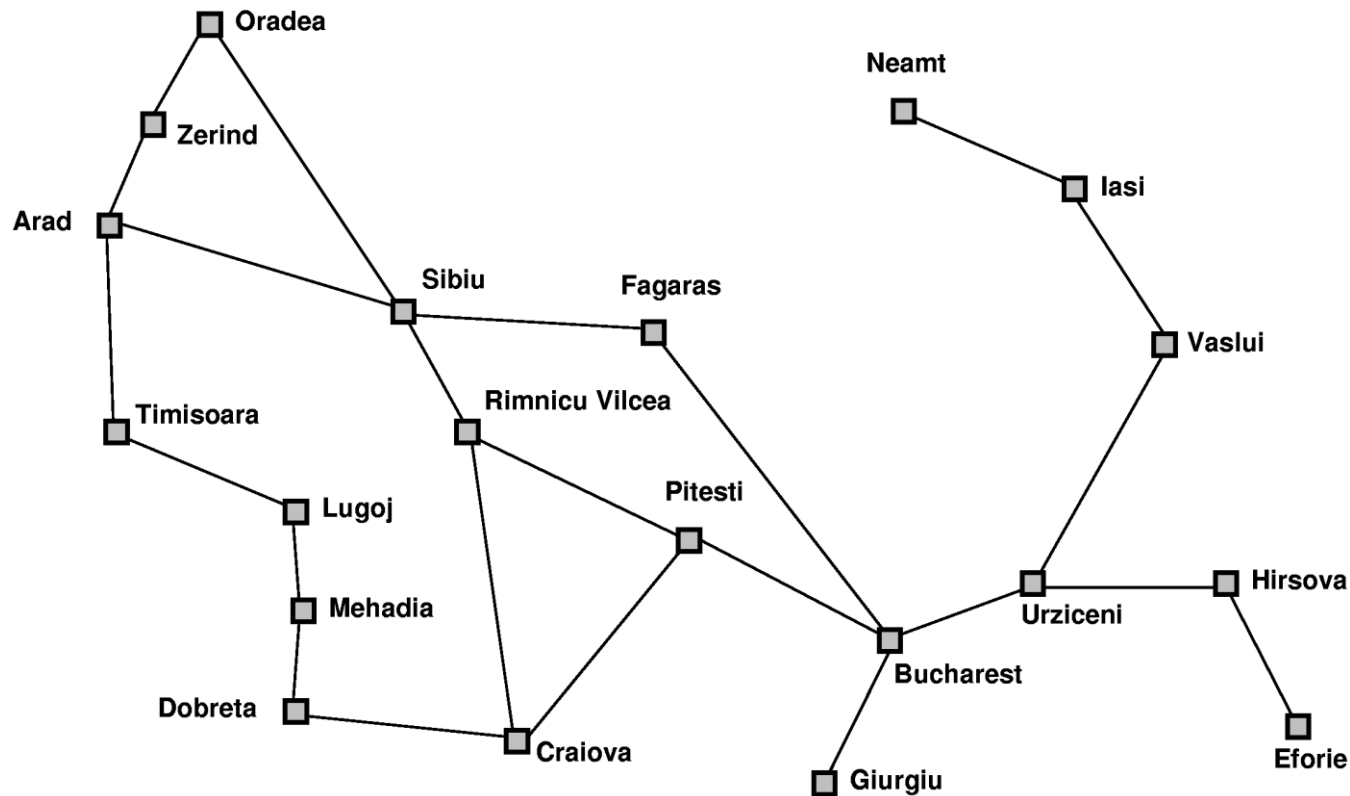 Oradea
Neamt
Zerind
Iasi
Arad
Sibiu
Fagaras
Vaslui
Rimnicu Vilcea
Timisoara
Pitesti
Lugoj
Hirsova
Mehadia
Urziceni
Bucharest
Dobreta
Craiova
Eforie
Giurgiu